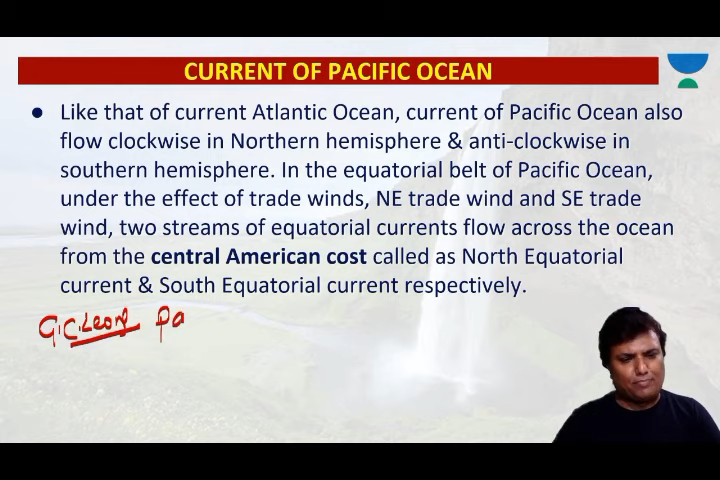 CURRENT OF PACIFIC OCEAN
● Like that of current Atlantic Ocean, current of Pacific Ocean also
flow clockwise in Northern hemisphere & anti-clockwise in
southern hemisphere. In the equatorial belt of Pacific Ocean,
under the effect of trade winds, NE trade wind and SE trade
wind, two streams of equatorial currents flow across the ocean
from the central American cost called as North Equatorial
current & South Equatorial current respectively.
G.C.Leong Pa